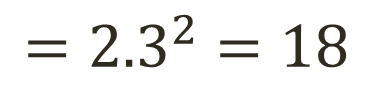 = 2.3² = 18